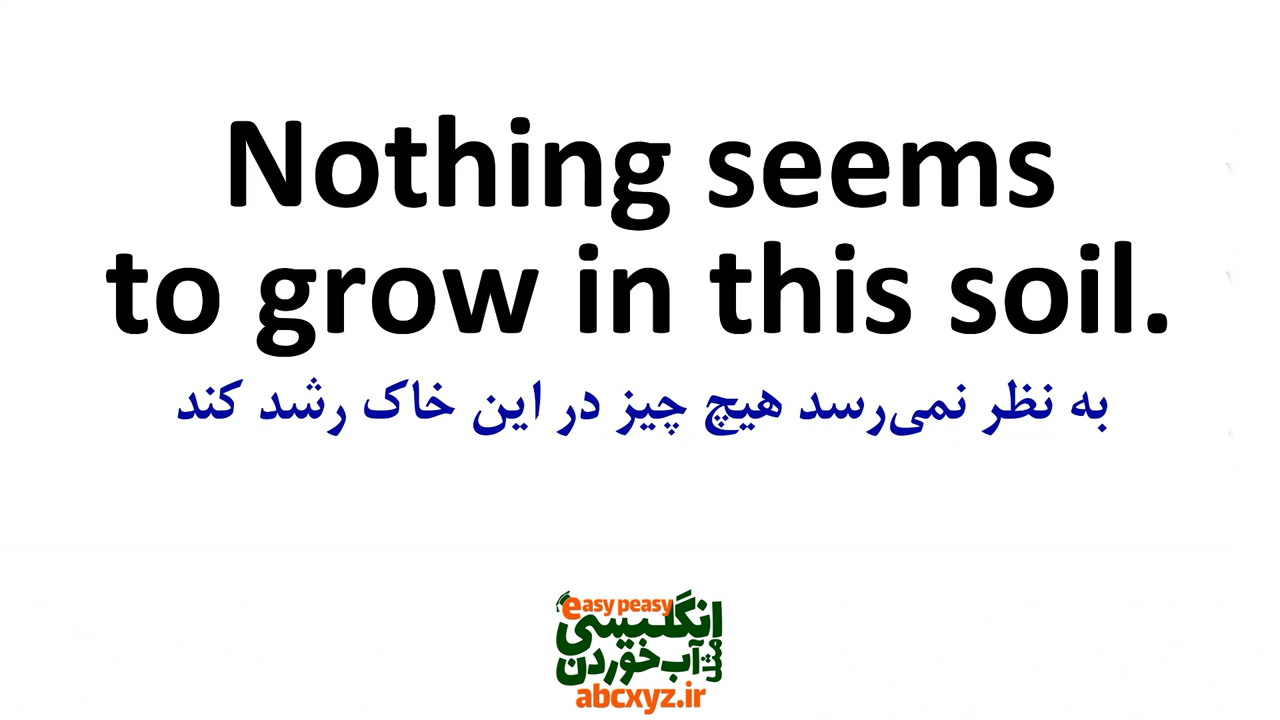 Nothing seems
to grow in this soil.
به نظر نمی‌رسد هیچ چیز در این خاک رشد کند
easy peasy
انگلیسی
مثل آب خوردن
abcxyz.ir